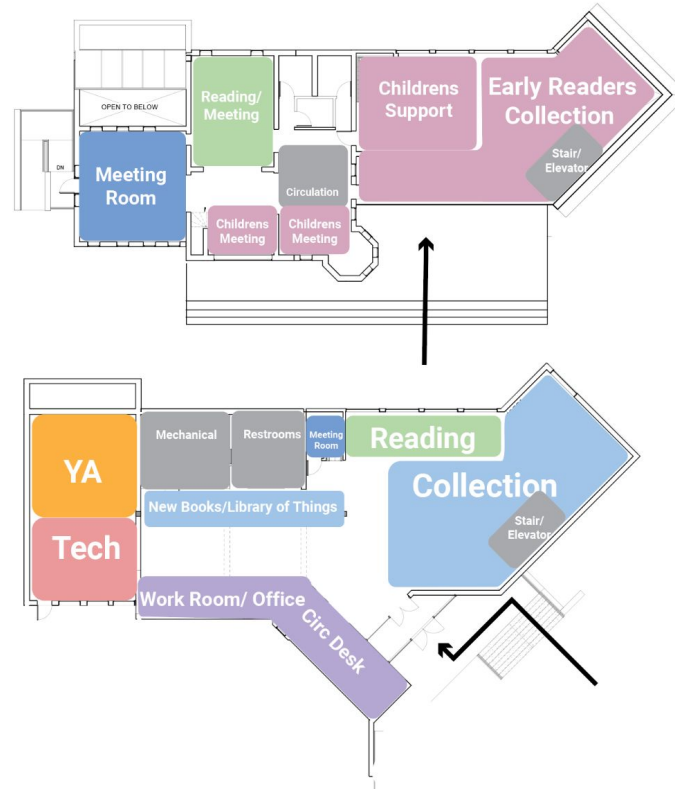 OPEN TO BELOW
Reading/
Meeting
Childrens
Support
Early Readers
Collection
DN
Meeting
Room
Circulation
Stair/
Elevator
Childrens
Meeting
Childrens
Meeting
YA
Mechanical
Restrooms
Meeting
Room
Reading
Collection
New Books/Library of Things
Tech
Stair/
Elevator
Work Room/ Office
Circ Desk